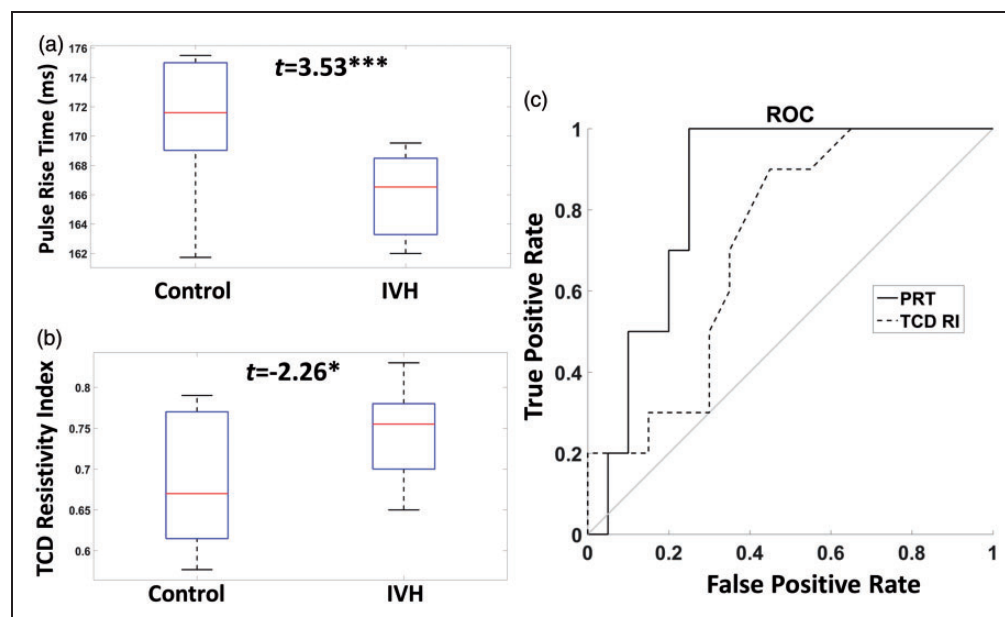 (a)
Pulse Rise Time (ms)
176
174
172
170
168
166
164
162
t=3.53***
Control
IVH
(b)
TCD Resistivity Index
0.8
0.75
0.7
0.65
0.6
t=-2.26*
Control
IVH
(c)
ROC
True Positive Rate
1
0.8
0.6
0.4
0.2
0
PRT
TCD RI
0
0.2
0.4
0.6
0.8
1
False Positive Rate